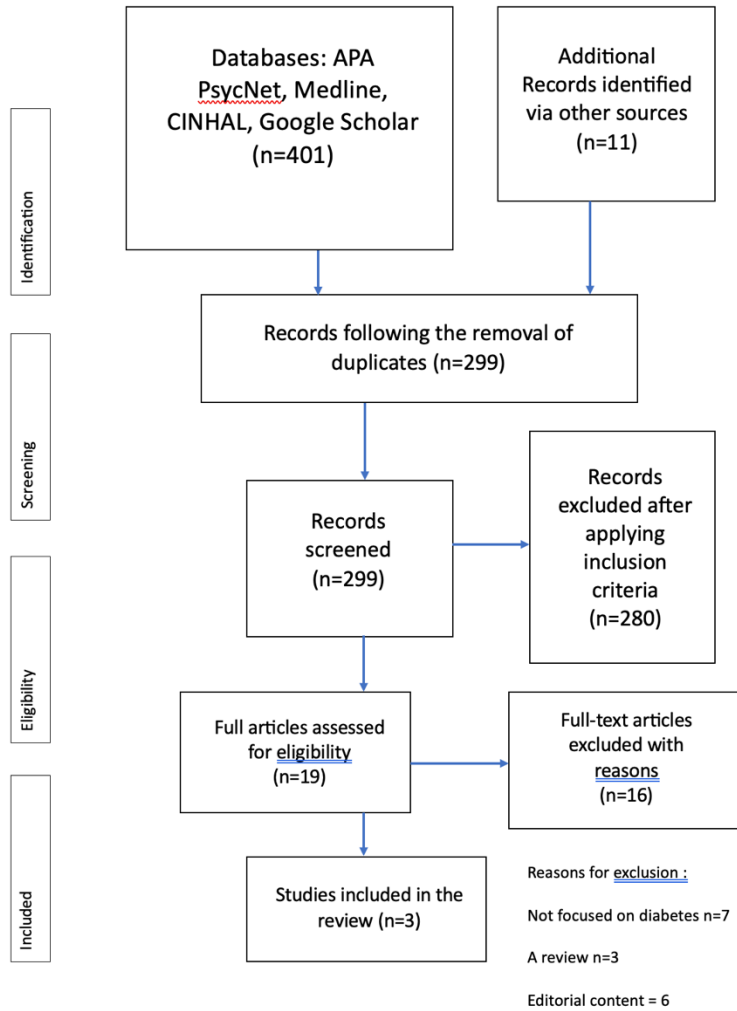 Databases: APA
PsycNet, Medline,
CINHAL, Google Scholar
(n=401)
Additional
Records identified
via other sources
(n=11)
Identification
Records following the removal of
duplicates (n=299)
Screening
Records
screened
(n=299)
Records
excluded after
applying
inclusion
criteria
(n=280)
Eligibility
Full articles assessed
for eligibility
(n=19)
Full-text articles
excluded with
reasons
(n=16)
Included
Studies included in the
review (n=3)
Reasons for exclusion :
Not focused on diabetes n=7
A review n=3
Editorial content = 6